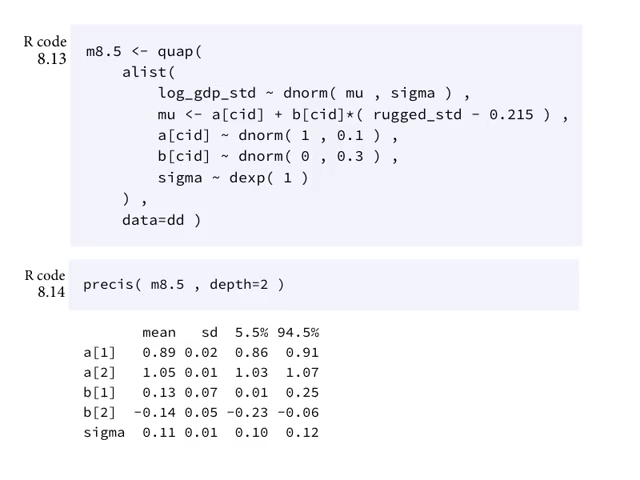 R code
8.13
m8.5 <- quap(
    alist(
        log_gdp_std ~ dnorm( mu , sigma ) ,
        mu <- a[cid] + b[cid]*( rugged_std - 0.215 ) ,
        a[cid] ~ dnorm( 1 , 0.1 ) ,
        b[cid] ~ dnorm( 0 , 0.3 ) ,
        sigma ~ dexp( 1 )
    ) ,
    data=dd )
R code
8.14
precis( m8.5 , depth=2 )
       mean   sd  5.5% 94.5%
a[1]   0.89 0.02  0.86  0.91
a[2]   1.05 0.01  1.03  1.07
b[1]   0.13 0.07  0.01  0.25
b[2]  -0.14 0.05 -0.23 -0.06
sigma  0.11 0.01  0.10  0.12